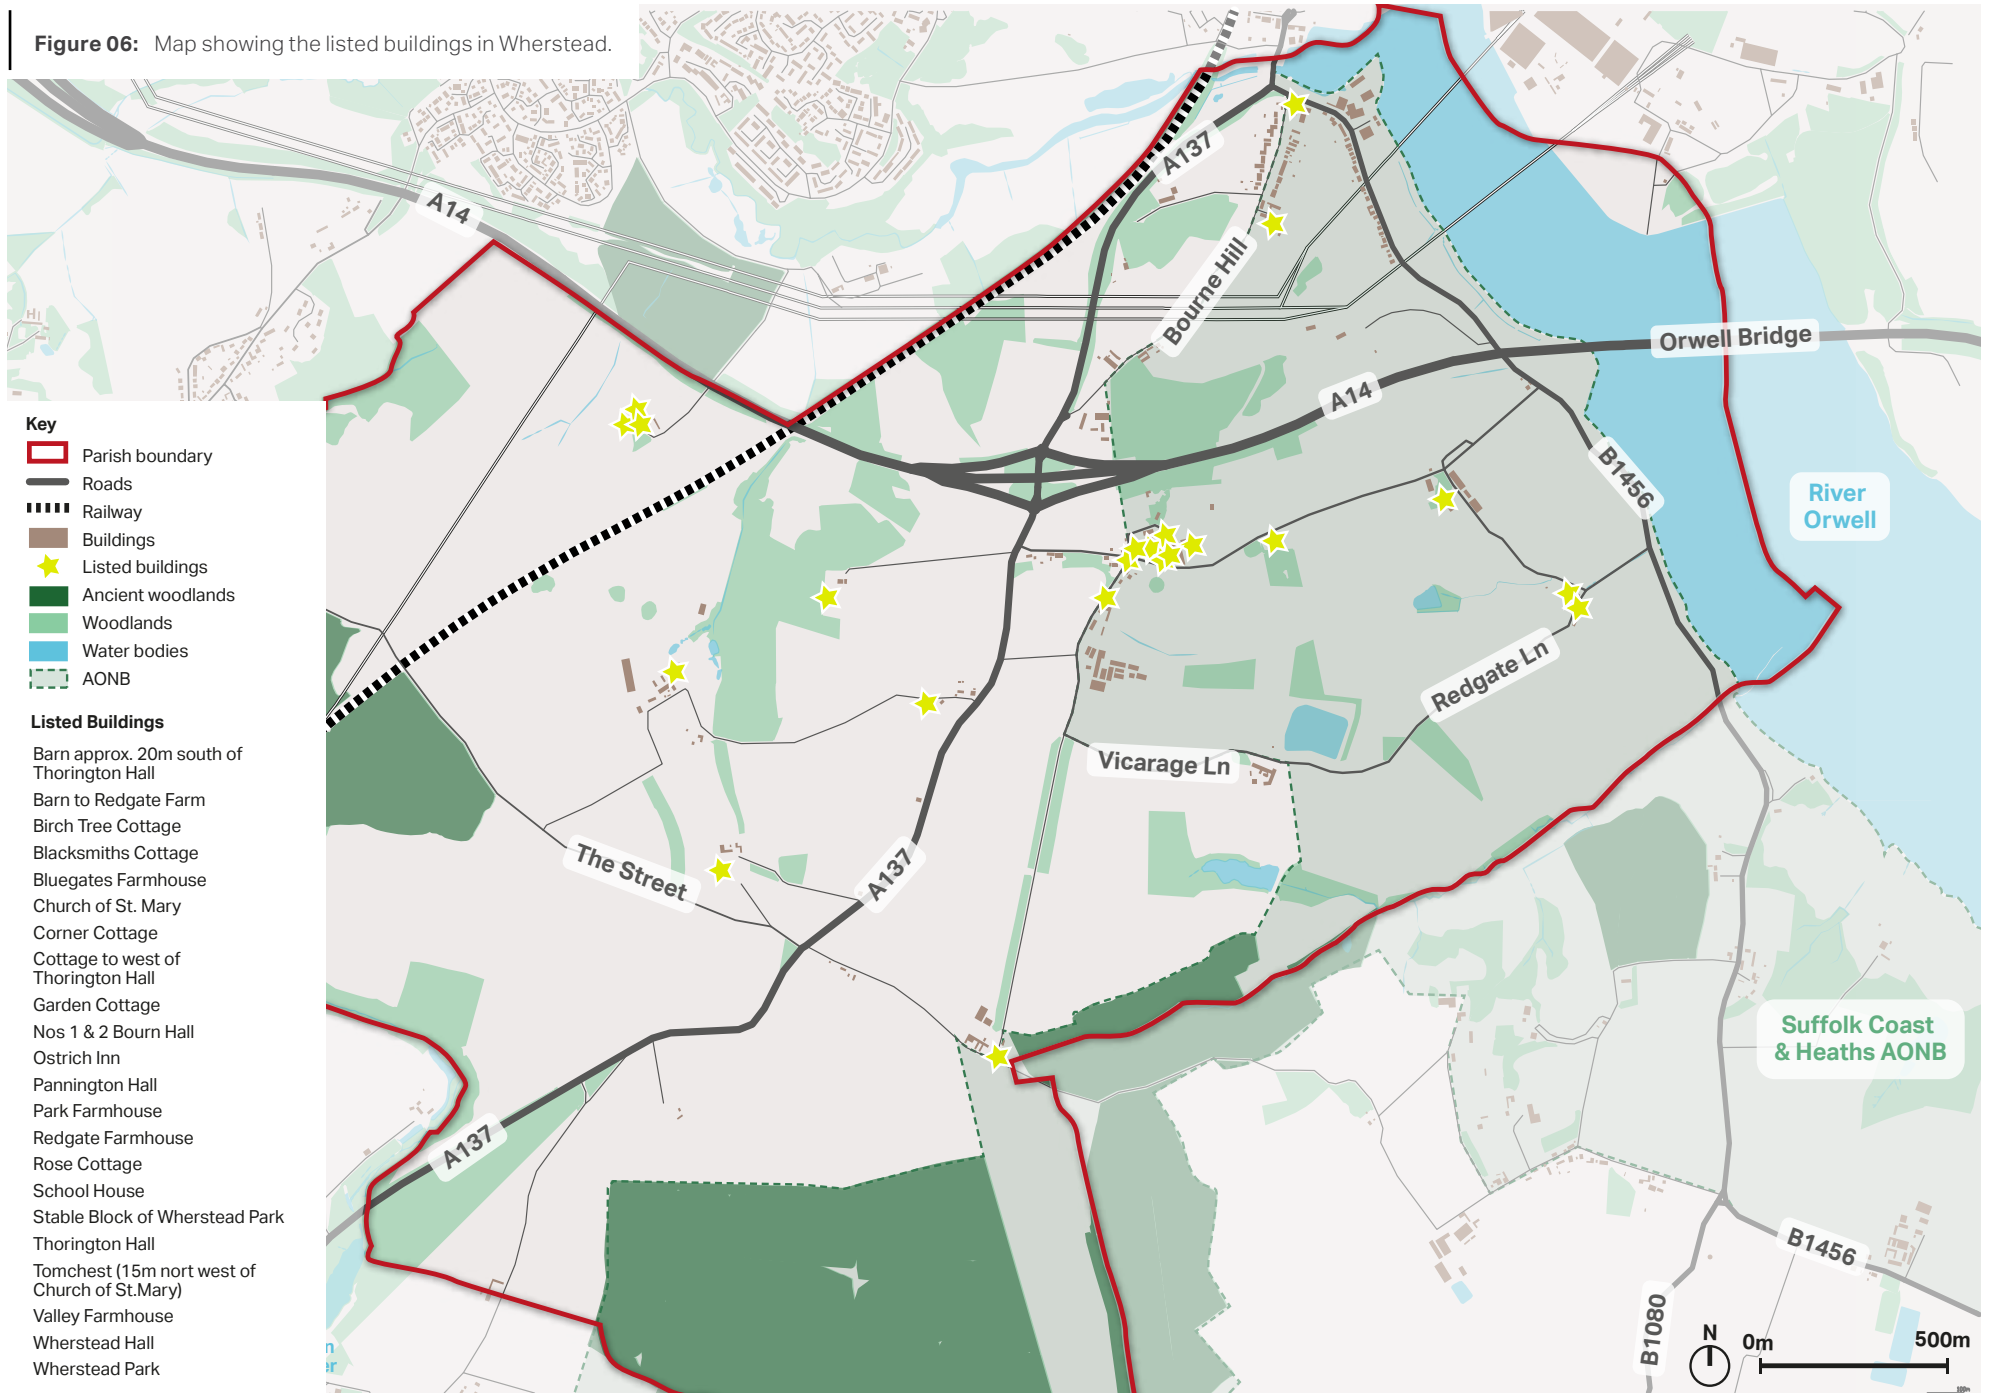 Figure 06: Map showing the listed buildings in Wherstead.
A14
A137
Bourne Hill
Orwell Bridge
A14
B1456
River
Orwell
Redgate Ln
Vicarage Ln
The Street
A137
A137
Suffolk Coast
& Heaths AONB
B1456
B1080
N
0m
500m
Key
Parish boundary
Roads
Railway
Buildings
Listed buildings
Ancient woodlands
Woodlands
Water bodies
AONB
Listed Buildings
Barn approx. 20m south of
Thorington Hall
Barn to Redgate Farm
Birch Tree Cottage
Blacksmiths Cottage
Bluegates Farmhouse
Church of St. Mary
Corner Cottage
Cottage to west of
Thorington Hall
Garden Cottage
Nos 1 & 2 Bourn Hall
Ostrich Inn
Pannington Hall
Park Farmhouse
Redgate Farmhouse
Rose Cottage
School House
Stable Block of Wherstead Park
Thorington Hall
Tomchest (15m nort west of
Church of St.Mary)
Valley Farmhouse
Wherstead Hall
Wherstead Park